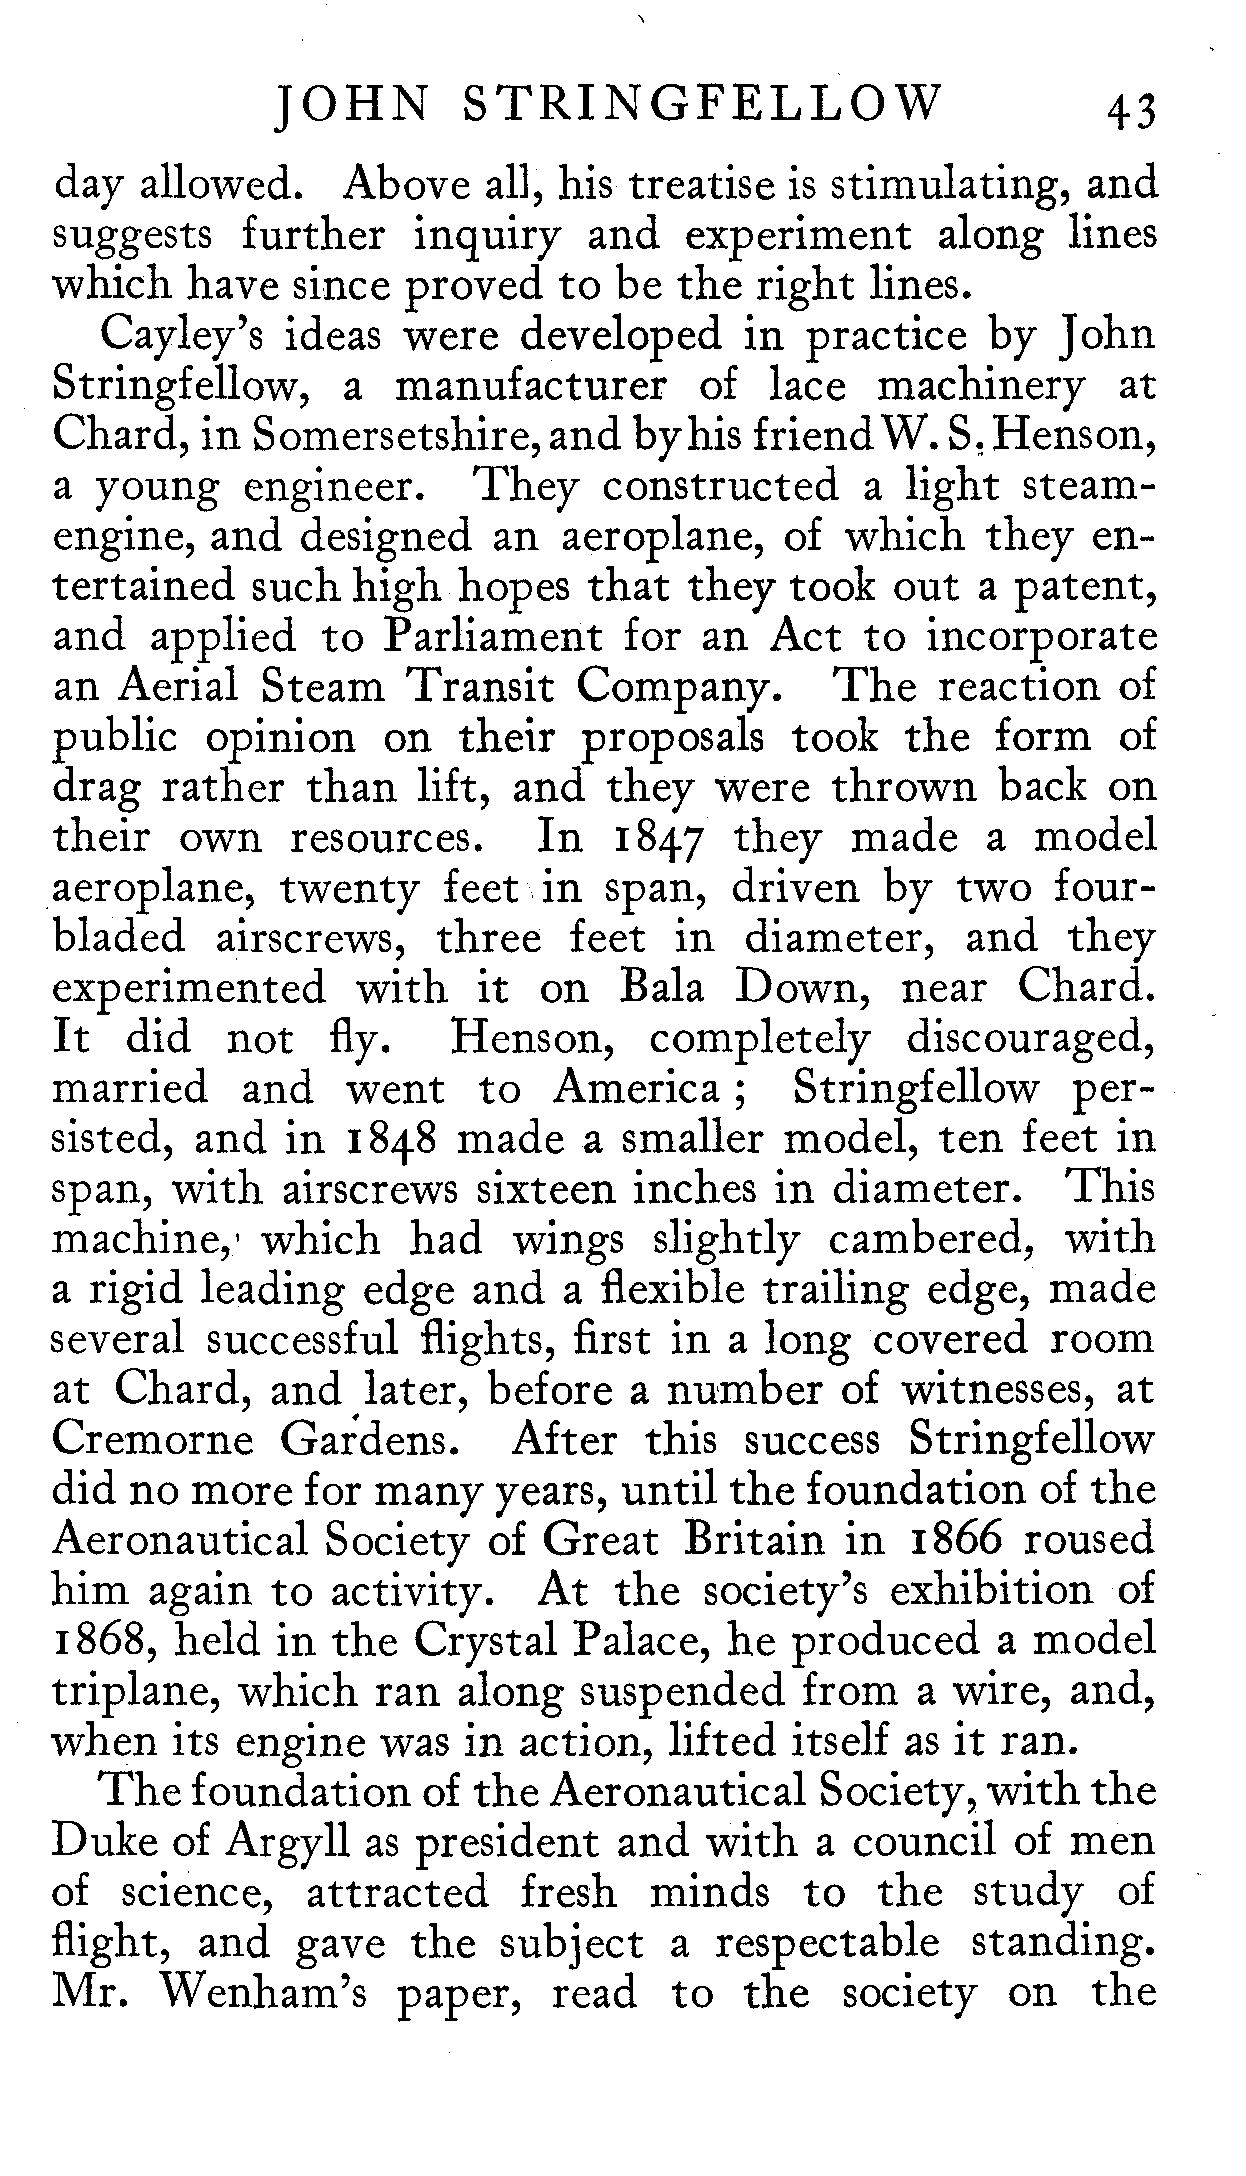 JOHN STRINGFELLOW 43
day allowed. Above all, his treatise is stimulating, and
suggests further inquiry and experiment along lines
which have since proved to be the right lines.
Cayley's ideas were developed in practice by John
Stringfellow, a manufacturer of lace machinery at
Chard, in Somersetshire, and by his friend W. S. Henson,
a young engineer. They constructed a light steam-
engine, and designed an aeroplane, of which they en-
tertained such high hopes that they took out a patent,
and applied to Parliament for an Act to incorporate
an Aerial Steam Transit Company. The reaction of
public opinion on their proposals took the form of
drag rather than lift, and they were thrown back on
their own resources. In 1847 they made a model
aeroplane, twenty feet in span, driven by two four-
bladed airscrews, three feet in diameter, and they
experimented with it on Bala Down, near Chard.
It did not fly. Henson, completely discouraged,
married and went to America ; Stringfellow per-
sisted, and in 1848 made a smaller model, ten feet in
span, with airscrews sixteen inches in diameter. This
machine, which had wings slightly cambered, with
a rigid leading edge and a flexible trailing edge, made
several successful flights, first in a long covered room
at Chard, and later, before a number of witnesses, at
Cremorne Gardens. After this success Stringfellow
did no more for many years, until the foundation of the
Aeronautical Society of Great Britain in 1866 roused
him again to activity. At the society's exhibition of
1868, held in the Crystal Palace, he produced a model
triplane, which ran along suspended from a wire, and,
when its engine was in action, lifted itself as it ran.
The foundation of the Aeronautical Society, with the
Duke of Argyll as president and with a council of men
of science, attracted fresh minds to the study of
flight, and gave the subject a respectable standing.
Mr. Wenham's paper, read to the society on the